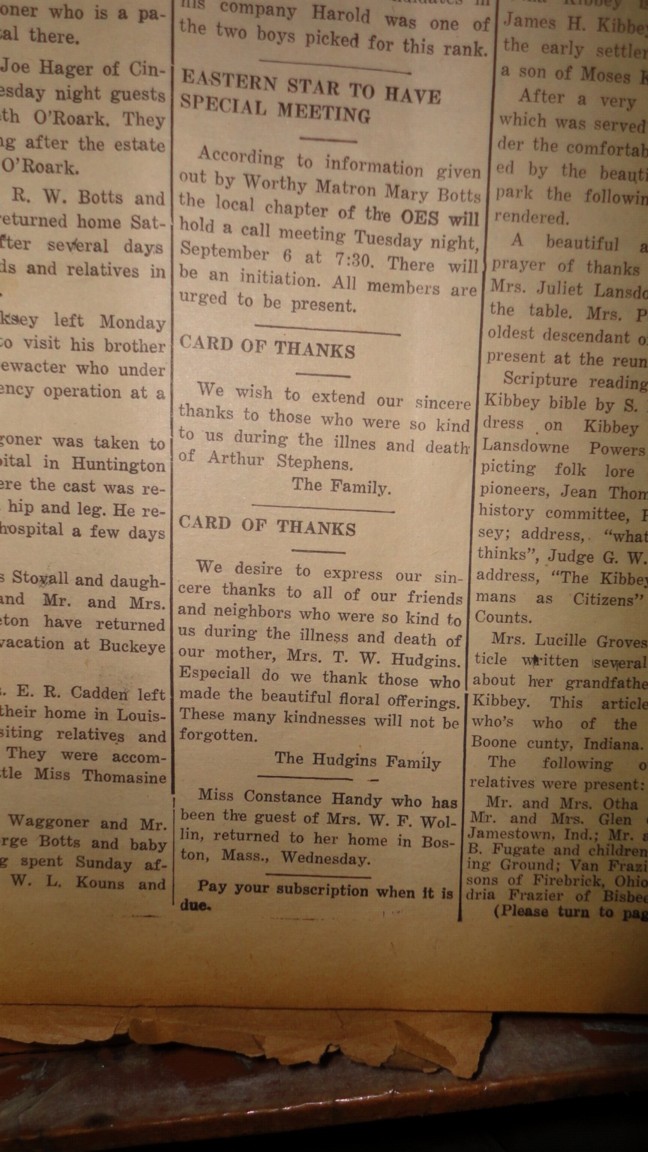 oner who is a pa-
al there.
Joe Hager of Cin-
esday night guests
th O'Roark. They
ng after the estate
O'Roark.
R. W. Botts and
returned home Sat-
fter several days
ds and relatives in
ksey left Monday
to visit his brother
ewacter who under
ency operation at a
goner was taken to
pital in Huntington
ere the cast was re-
hip and leg. He re-
hospital a few days
s Stovall and daugh-
and Mr. and Mrs.
eton have returned
vacation at Buckeye
. E. R. Cadden left
their home in Louis-
siting relatives and
They were accom-
tle Miss Thomasine
Waggoner and Mr.
rge Botts and baby
g spent Sunday af-
W. L. Kouns and
his company Harold was one of
the two boys picked for this rank.
EASTERN STAR TO HAVE
SPECIAL MEETING
According to information given
out by Worthy Matron Mary Botts
the local chapter of the OES will
hold a call meeting Tuesday night,
September 6 at 7:30. There will
be an initiation. All members are
urged to be present.
CARD OF THANKS
We wish to extend our sincere
thanks to those who were so kind
to us during the illnes and death
of Arthur Stephens.
The Family.
CARD OF THANKS
We desire to express our sin-
cere thanks to all of our friends
and neighbors who were so kind to
us during the illness and death of
our mother, Mrs. T. W. Hudgins.
Especiall do we thank those who
made the beautiful floral offerings.
These many kindnesses will not be
forgotten.
The Hudgins Family
Miss Constance Handy who has
been the guest of Mrs. W. F. Wol-
lin, returned to her home in Bos-
ton, Mass., Wednesday.
Pay your subscription when it is
due.
James H. Kibbey
the early settler
a son of Moses K
After a very
which was served
der the comfortab
ed by the beauti
park the followin
rendered.
A beautiful a
prayer of thanks
Mrs. Juliet Lansdo
the table. Mrs. P
oldest descendant o
present at the reun
Scripture reading
Kibbey bible by S.
dress on Kibbey
Lansdowne Powers
picting folk lore
pioneers, Jean Thom
history committee, F
sey; address, "what
thinks", Judge G. W.
address, "The Kibbey
mans as Citizens"
Counts.
Mrs. Lucille Groves
ticle written several
about her grandfathe
Kibbey. This article
who's who of the
Boone cunty, Indiana.
The following o
relatives were present:
Mr. and Mrs. Otha
Mr. and Mrs. Glen
Jamestown, Ind.; Mr. a
B. Fugate and children
ing Ground; Van Frazi
sons of Firebrick, Ohio
dria Frazier of Bisbee
(Please turn to pag